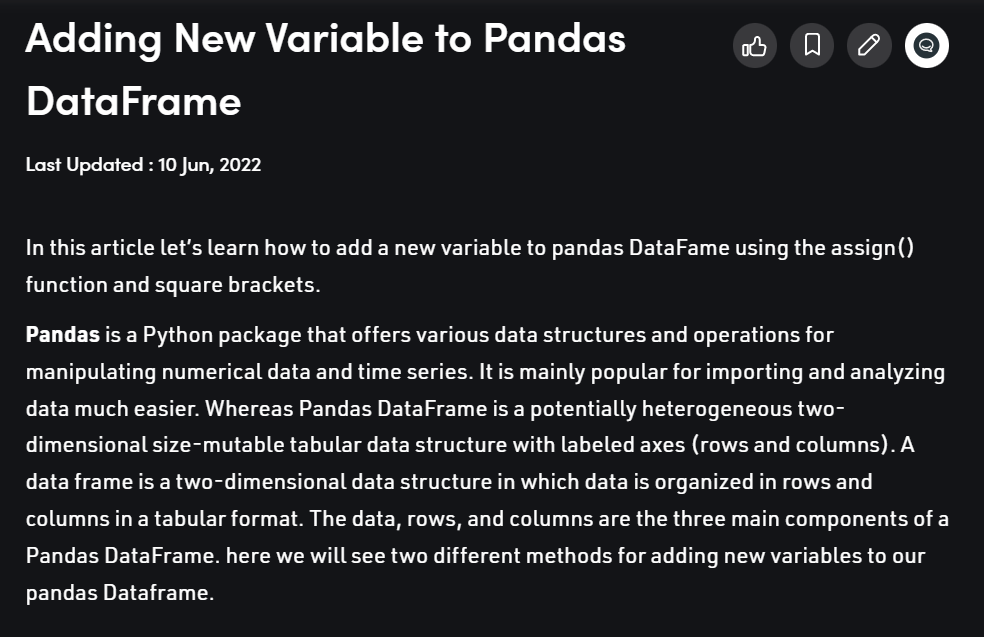 Adding New Variable to Pandas
DataFrame
Last Updated : 10 Jun, 2022
In this article let’s learn how to add a new variable to pandas DataFame using the assign()
function and square brackets.
Pandas is a Python package that offers various data structures and operations for
manipulating numerical data and time series. It is mainly popular for importing and analyzing
data much easier. Whereas Pandas DataFrame is a potentially heterogeneous two-
dimensional size-mutable tabular data structure with labeled axes (rows and columns). A
data frame is a two-dimensional data structure in which data is organized in rows and
columns in a tabular format. The data, rows, and columns are the three main components of a
Pandas DataFrame. here we will see two different methods for adding new variables to our
pandas Dataframe.